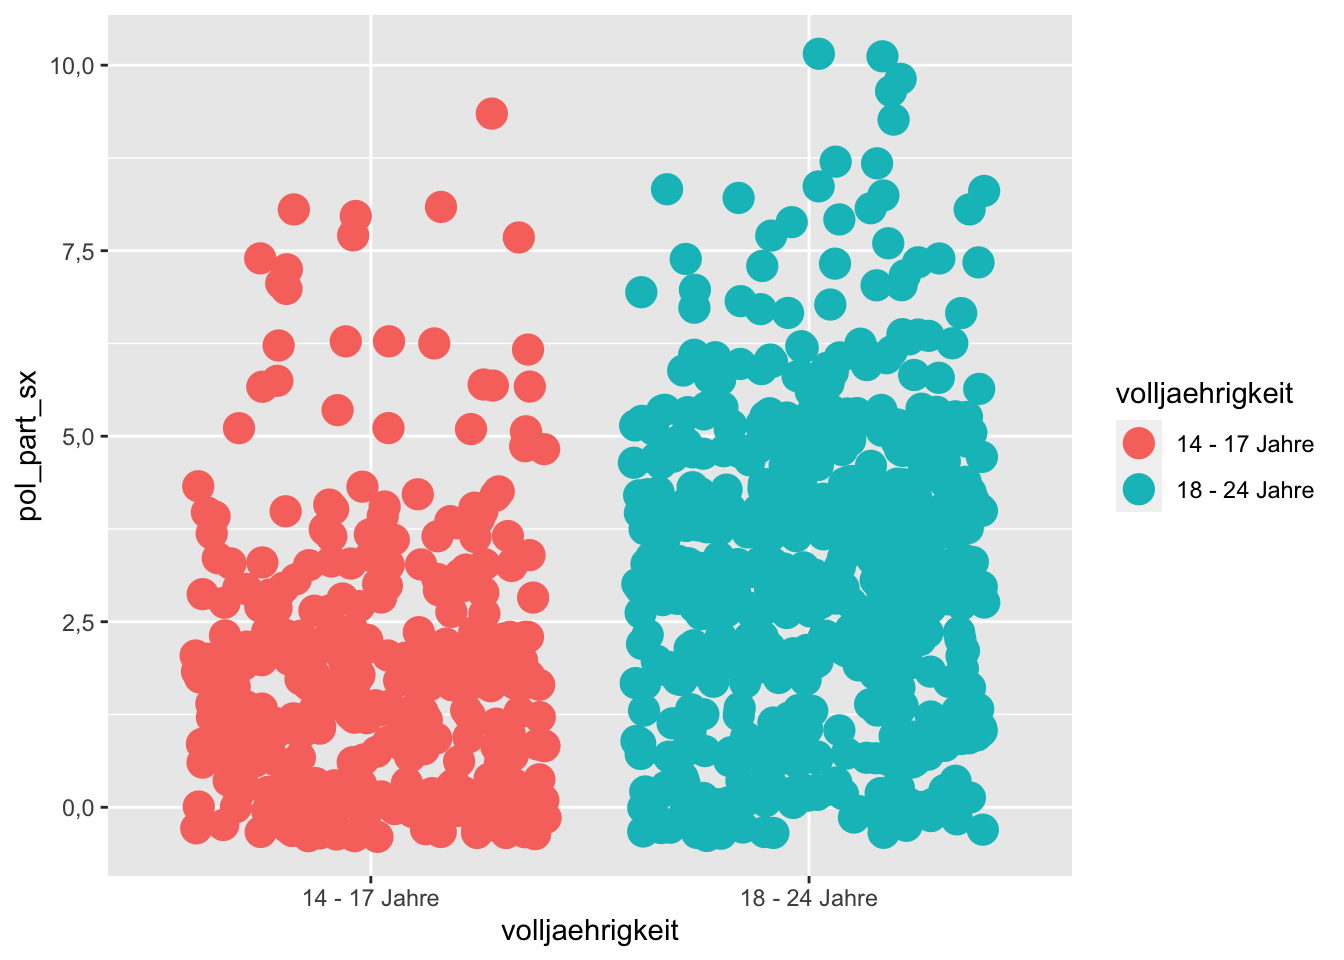 10,0
7,5
5,0
2,5
0,0
pol_part_sx
14 - 17 Jahre
18 - 24 Jahre
volljaehrigkeit
volljaehrigkeit
14 - 17 Jahre
18 - 24 Jahre